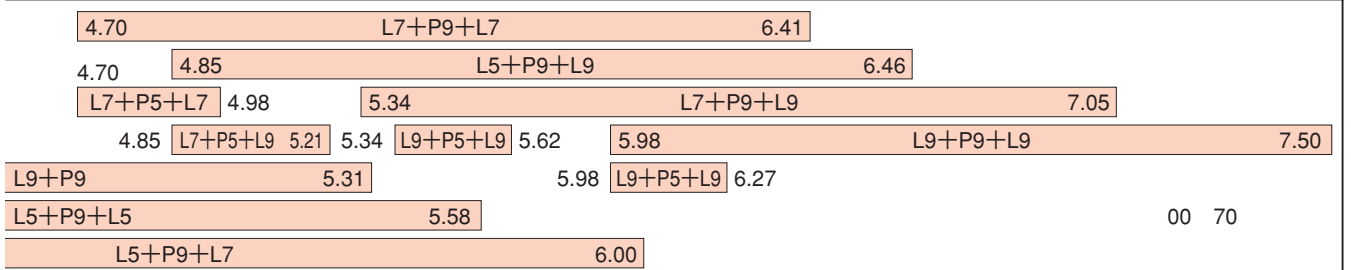 4.70 L7+P9+L7 6.41
4.85 L5+P9+L9 6.46
4.70
L7+P5+L7 4.98 5.34 L7+P9+L9 7.05
4.85 L7+P5+L9 5.21 5.34 L9+P5+L9 5.62 5.98 L9+P9+L9 7.50
L9+P9 5.31 5.98 L9+P5+L9 6.27
L5+P9+L5 5.58 00 70
L5+P9+L7 6.00